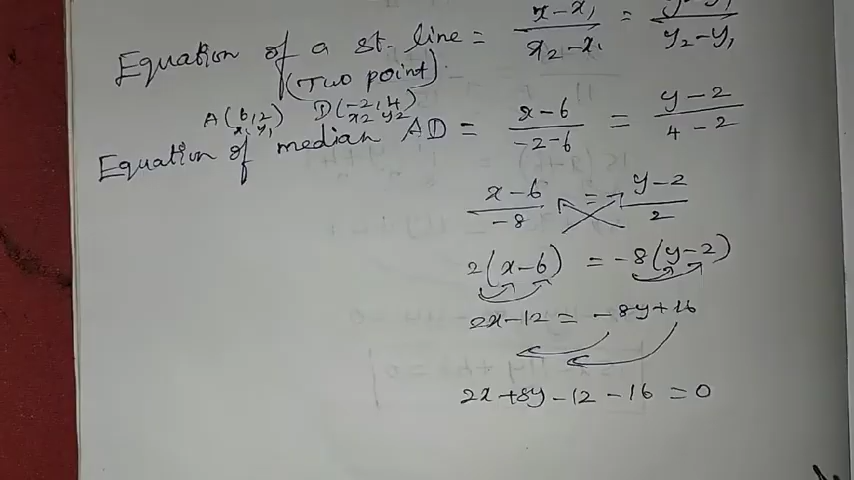 Equation of a st. line = x-x₁/x₂-x₁ = y-y₁/y₂-y₁
(Two point)
A(6,2) D(-2,4)
x₁ y₁ x₂ y₂
Equation of median AD = x-6/-2-6 = y-2/4-2
x-6/-8 = y-2/2
2(x-6) = -8(y-2)
2x-12 = -8y+16
2x+8y-12-16=0